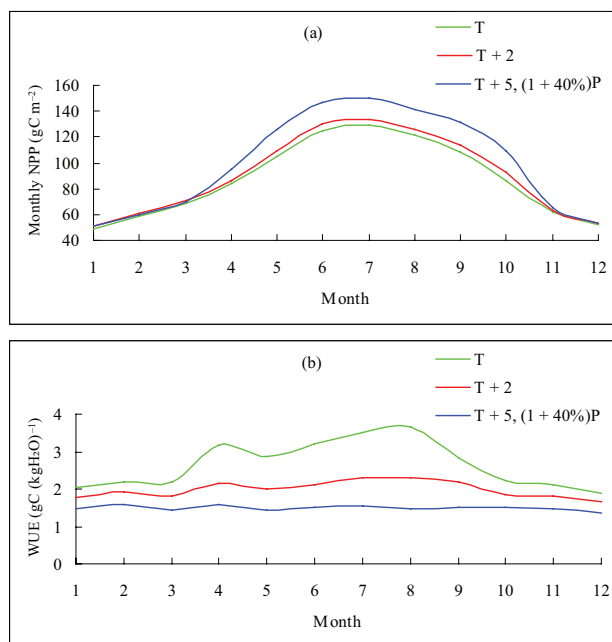 (a)
T
T + 2
T + 5, (1 + 40%)P
Monthly NPP (gC m⁻²)
160
140
120
100
80
60
40
1 2 3 4 5 6 7 8 9 10 11 12
Month
(b)
T
T + 2
T + 5, (1 + 40%)P
WUE (gC (kgH₂O)⁻¹)
4
3
2
1
0
1 2 3 4 5 6 7 8 9 10 11 12
Month